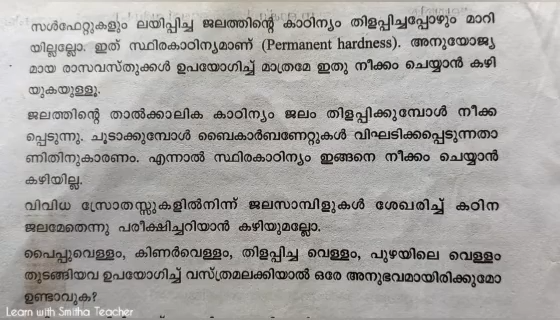 സൾഫേറ്റുകളും ലയിപ്പിച്ച ജലത്തിന്റെ കാഠിന്യം തിളപ്പിച്ചപ്പോഴും മാറി
യില്ലല്ലോ. ഇത് സ്ഥിരകാഠിന്യമാണ് (Permanent hardness). അനുയോജ്യ
മായ രാസവസ്തുക്കൾ ഉപയോഗിച്ച് മാത്രമേ ഇതു നീക്കം ചെയ്യാൻ കഴി
യുകയുള്ളൂ.
ജലത്തിന്റെ താൽക്കാലിക കാഠിന്യം ജലം തിളപ്പിക്കുമ്പോൾ നീക്ക
പ്പെടുന്നു. ചൂടാക്കുമ്പോൾ ബൈകാർബണേറ്റുകൾ വിഘടിക്കപ്പെടുന്നതാ
ണിതിനുകാരണം. എന്നാൽ സ്ഥിരകാഠിന്യം ഇങ്ങനെ നീക്കം ചെയ്യാൻ
കഴിയില്ല.
വിവിധ സ്രോതസ്സുകളിൽനിന്ന് ജലസാമ്പിളുകൾ ശേഖരിച്ച് കഠിന
ജലമേതെന്നു പരീക്ഷിച്ചറിയാൻ കഴിയുമല്ലോ.
പൈപ്പുവെള്ളം, കിണർവെള്ളം, തിളപ്പിച്ച വെള്ളം, പുഴയിലെ വെള്ളം
തുടങ്ങിയവ ഉപയോഗിച്ച് വസ്ത്രമലക്കിയാൽ ഒരേ അനുഭവമായിരിക്കുമോ
ഉണ്ടാവുക?
Learn with Smitha Teacher